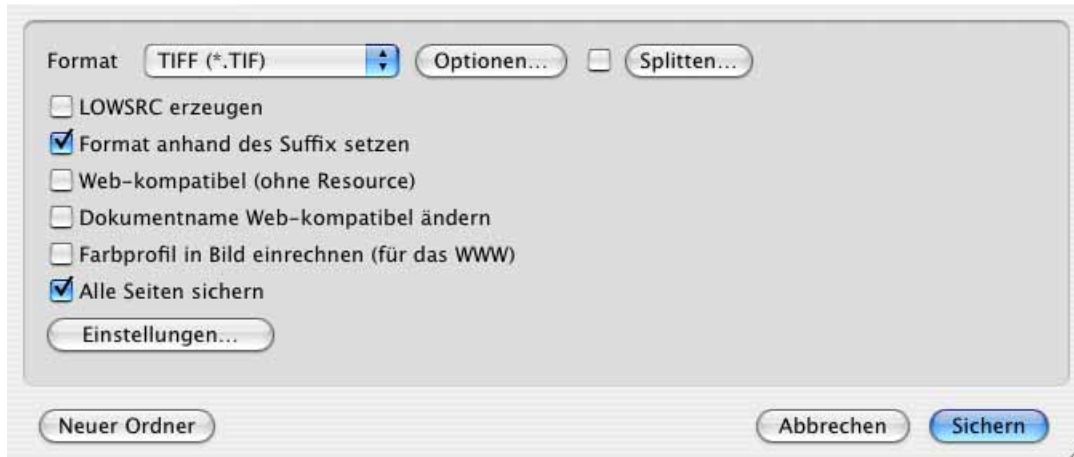 Format TIFF (*.TIF) Optionen... Splitten...
LOWSRC erzeugen
Format anhand des Suffix setzen
Web-kompatibel (ohne Resource)
Dokumentname Web-kompatibel ändern
Farbprofil in Bild einrechnen (für das WWW)
Alle Seiten sichern
Einstellungen...
Neuer Ordner Abbrechen Sichern